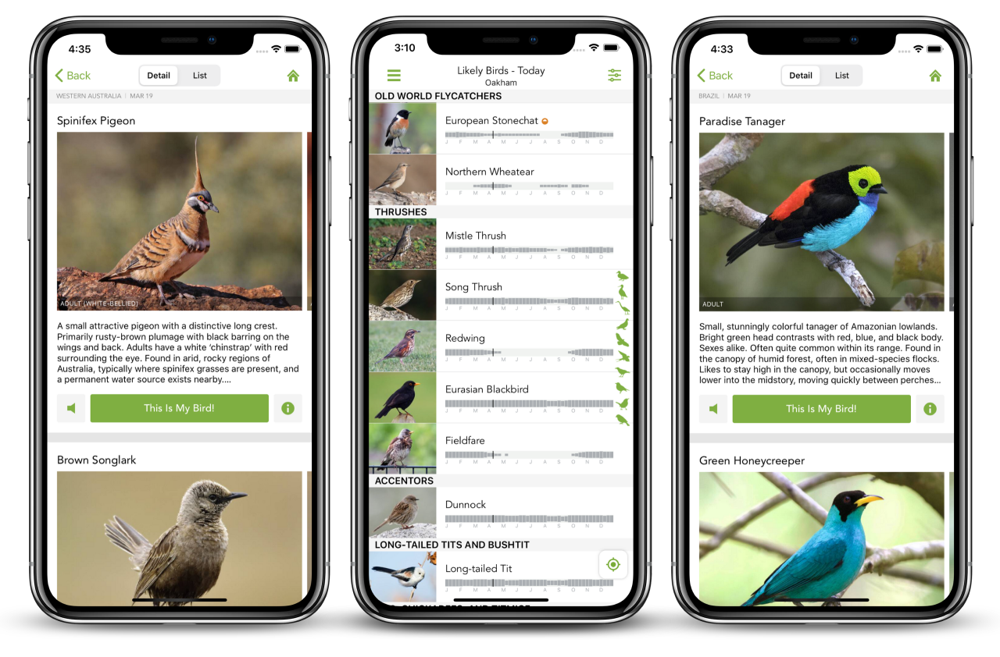 4:35
Back
Detail
List
WESTERN AUSTRALIA | MAR 19
Spinifex Pigeon
ADULT (WHITE-BELLIED)
A small attractive pigeon with a distinctive long crest.
Primarily rusty-brown plumage with black barring on the
wings and back. Adults have a white ‘chinstrap’ with red
surrounding the eye. Found in arid, rocky regions of
Australia, typically where spinifex grasses are present, and
a permanent water source exists nearby....
This Is My Bird!
Brown Songlark
3:10
Likely Birds - Today
Oakham
OLD WORLD FLYCATCHERS
European Stonechat
J F M A M J J A S O N D
Northern Wheatear
J F M A M J J A S O N D
THRUSHES
Mistle Thrush
J F M A M J J A S O N D
Song Thrush
J F M A M J J A S O N D
Redwing
J F M A M J J A S O N D
Eurasian Blackbird
J F M A M J J A S O N D
Fieldfare
J F M A M J J A S O N D
ACCENTORS
Dunnock
J F M A M J J A S O N D
LONG-TAILED TITS AND BUSHTIT
Long-tailed Tit
J F M A M J J A S O N D
4:33
Back
Detail
List
BRAZIL | MAR 19
Paradise Tanager
ADULT
Small, stunningly colorful tanager of Amazonian lowlands.
Bright green head contrasts with red, blue, and black body.
Sexes alike. Often quite common within its range. Found in
the canopy of humid forest, often in mixed-species flocks.
Likes to stay high in the canopy, but occasionally moves
lower into the midstory, moving quickly between perches...
This Is My Bird!
Green Honeycreeper